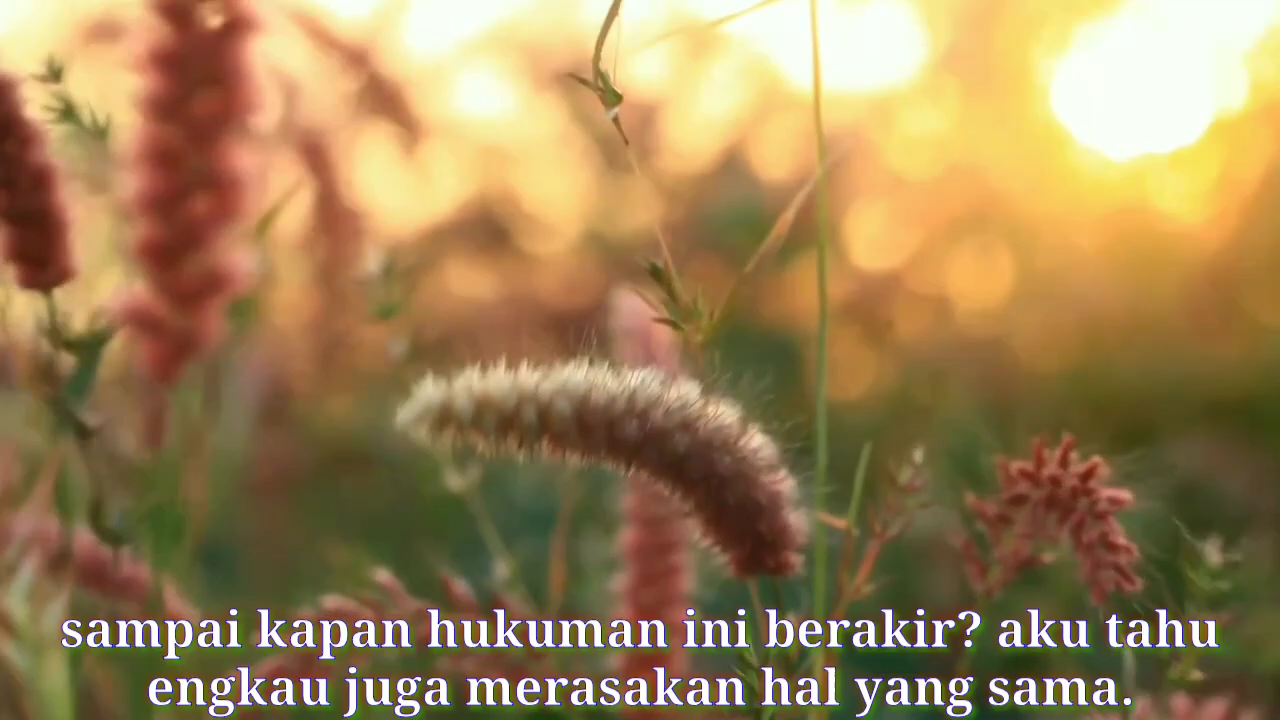 sampai kapan hukuman ini berakir? aku tahu
engkau juga merasakan hal yang sama.